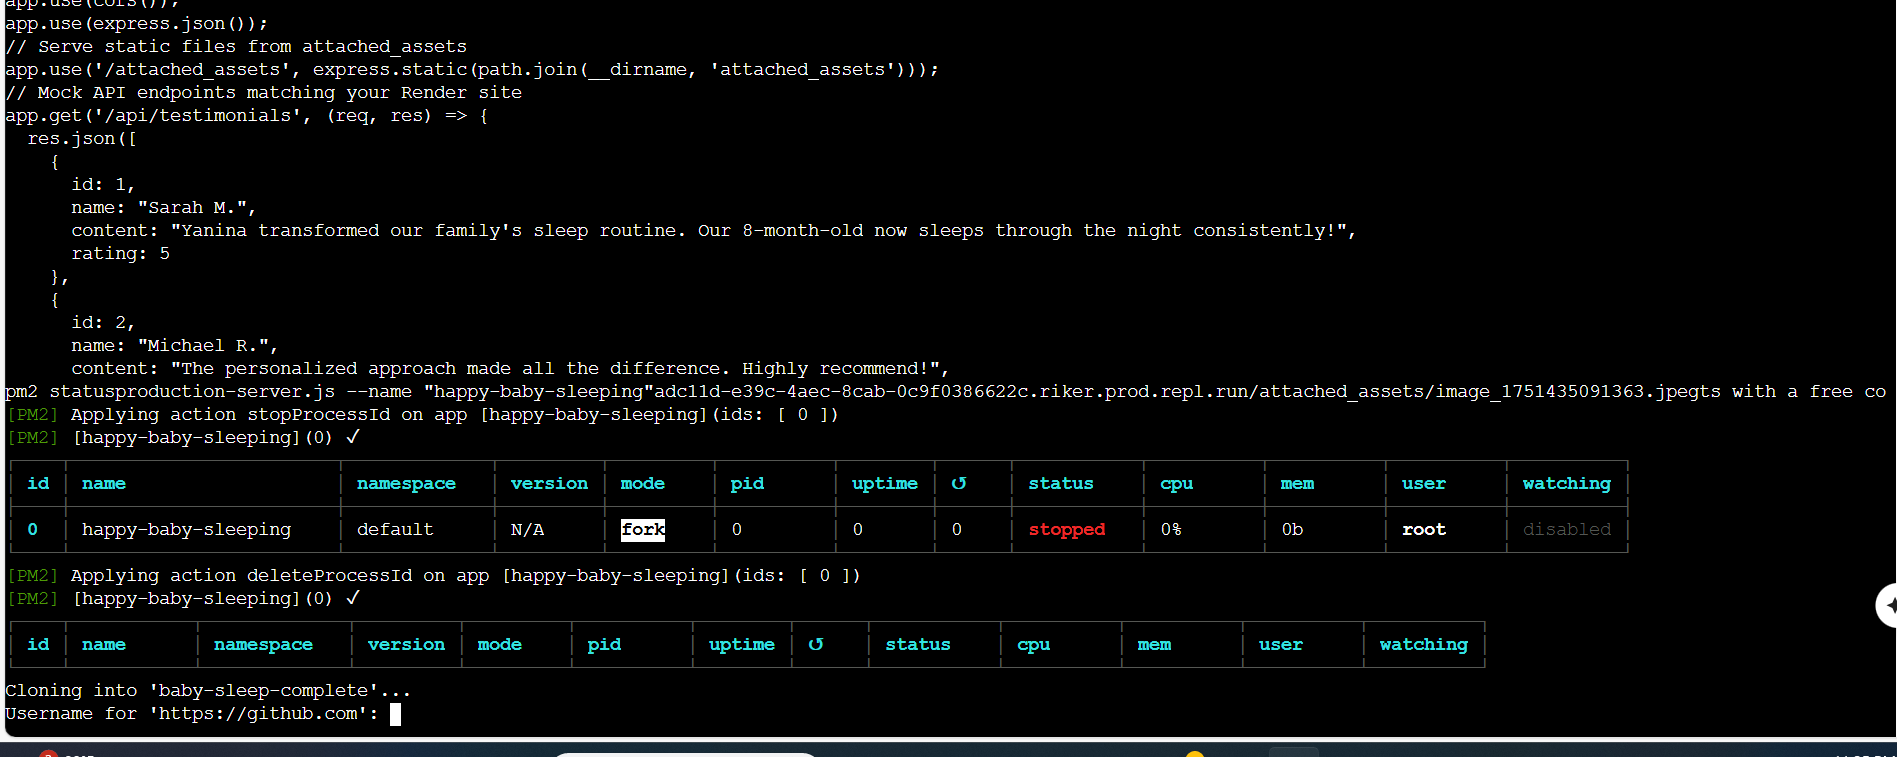 app.use(cors());
app.use(express.json());
// Serve static files from attached_assets
app.use('/attached_assets', express.static(path.join(__dirname, 'attached_assets')));
// Mock API endpoints matching your Render site
app.get('/api/testimonials', (req, res) => {
  res.json([
    {
      id: 1,
      name: "Sarah M.",
      content: "Yanina transformed our family's sleep routine. Our 8-month-old now sleeps through the night consistently!",
      rating: 5
    },
    {
      id: 2,
      name: "Michael R.",
      content: "The personalized approach made all the difference. Highly recommend!",
pm2 statusproduction-server.js --name "happy-baby-sleeping"adc11d-e39c-4aec-8cab-0c9f0386622c.riker.prod.repl.run/attached_assets/image_1751435091363.jpegts with a free co
[PM2] Applying action stopProcessId on app [happy-baby-sleeping](ids: [ 0 ])
[PM2] [happy-baby-sleeping](0) ✓
id name namespace version mode pid uptime ↺ status cpu mem user watching
0 happy-baby-sleeping default N/A fork 0 0 0 stopped 0% 0b root disabled
[PM2] Applying action deleteProcessId on app [happy-baby-sleeping](ids: [ 0 ])
[PM2] [happy-baby-sleeping](0) ✓
id name namespace version mode pid uptime ↺ status cpu mem user watching
Cloning into 'baby-sleep-complete'...
Username for 'https://github.com':